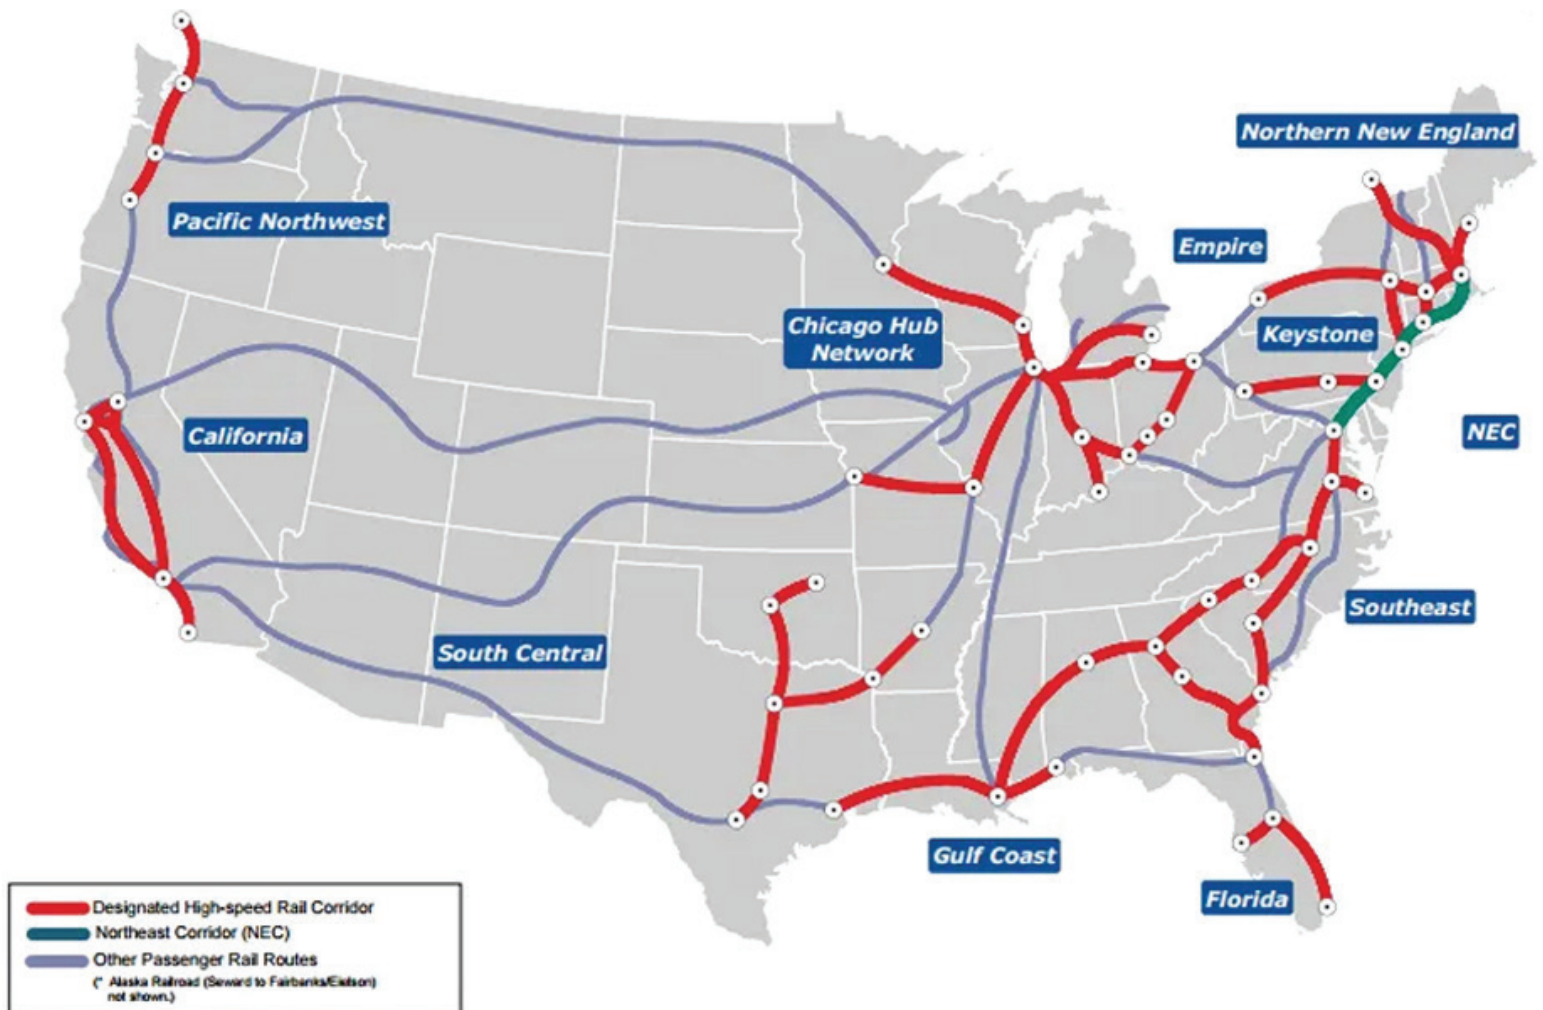 Northern New England
Pacific Northwest
Empire
Chicago Hub
Network
Keystone
California
NEC
Southeast
South Central
Gulf Coast
Florida
Designated High-speed Rail Corridor
Northeast Corridor (NEC)
Other Passenger Rail Routes
(* Alaska Railroad (Seward to Fairbanks/Eielson)
not shown.)